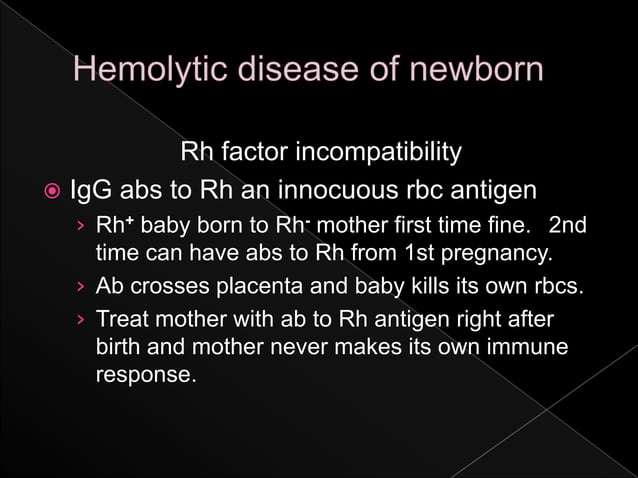 Hemolytic disease of newborn
Rh factor incompatibility
IgG abs to Rh an innocuous rbc antigen
› Rh⁺ baby born to Rh⁻ mother first time fine. 2nd
time can have abs to Rh from 1st pregnancy.
› Ab crosses placenta and baby kills its own rbcs.
› Treat mother with ab to Rh antigen right after
birth and mother never makes its own immune
response.